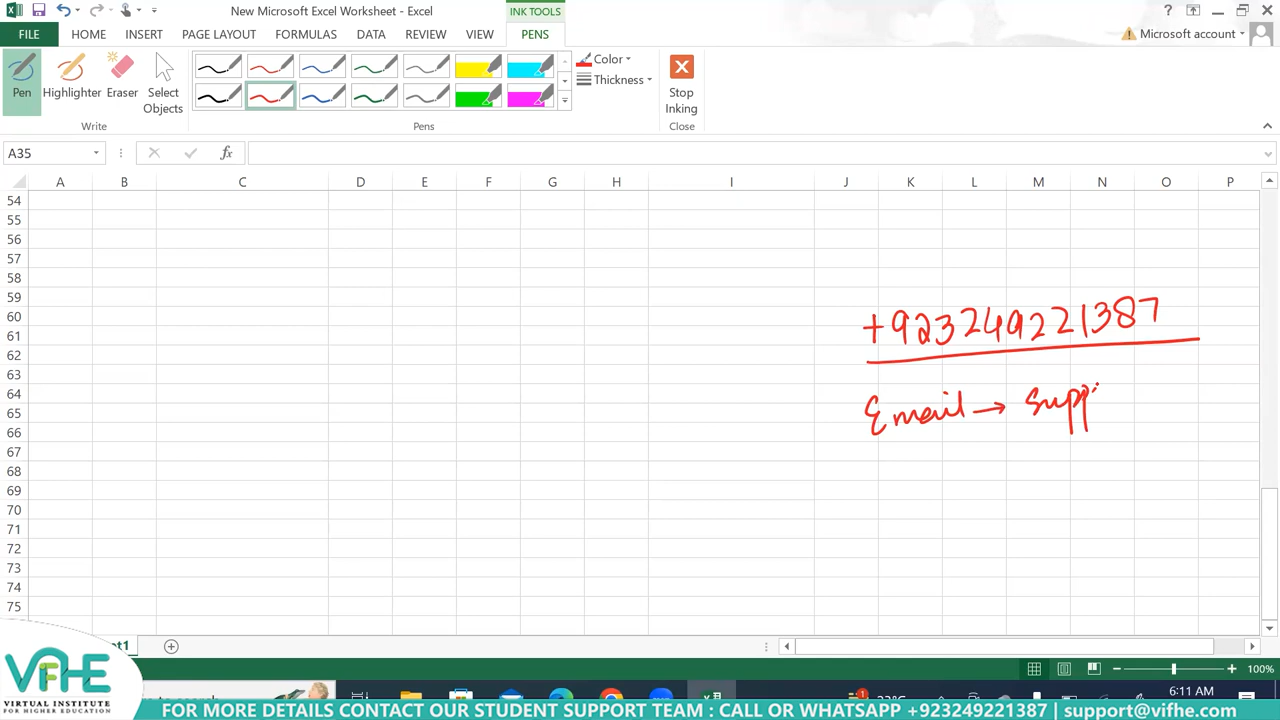 New Microsoft Excel Worksheet - Excel
INK TOOLS
?
FILE
HOME
INSERT
PAGE LAYOUT
FORMULAS
DATA
REVIEW
VIEW
PENS
Microsoft account
Pen
Highlighter
Eraser
Select Objects
Color
Thickness
Stop Inking
Write
Pens
Close
A35
fx
A B C D E F G H I J K L M N O P
54
55
56
57
58
59
60
61
62
63
64
65
66
67
68
69
70
71
72
73
74
75
+923249221387
Email → Supp
100%
6:11 AM
VFHE
VIRTUAL INSTITUTE
FOR HIGHER EDUCATION
FOR MORE DETAILS CONTACT OUR STUDENT SUPPORT TEAM : CALL OR WHATSAPP +923249221387 | support@vifhe.com